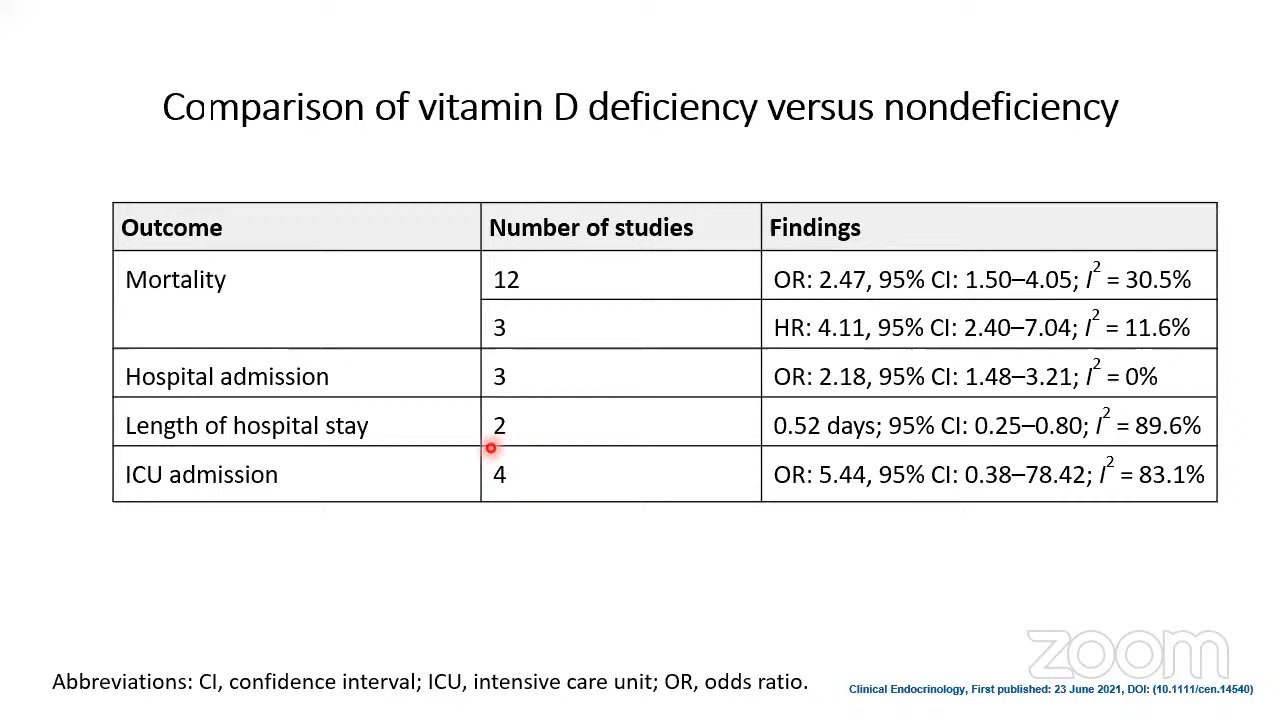 Comparison of vitamin D deficiency versus nondeficiency
Outcome Number of studies Findings
Mortality 12 OR: 2.47, 95% CI: 1.50–4.05; I² = 30.5%
3 HR: 4.11, 95% CI: 2.40–7.04; I² = 11.6%
Hospital admission 3 OR: 2.18, 95% CI: 1.48–3.21; I² = 0%
Length of hospital stay 2 0.52 days; 95% CI: 0.25–0.80; I² = 89.6%
ICU admission 4 OR: 5.44, 95% CI: 0.38–78.42; I² = 83.1%
zoom
Abbreviations: CI, confidence interval; ICU, intensive care unit; OR, odds ratio.
Clinical Endocrinology, First published: 23 June 2021, DOI: (10.1111/cen.14540)